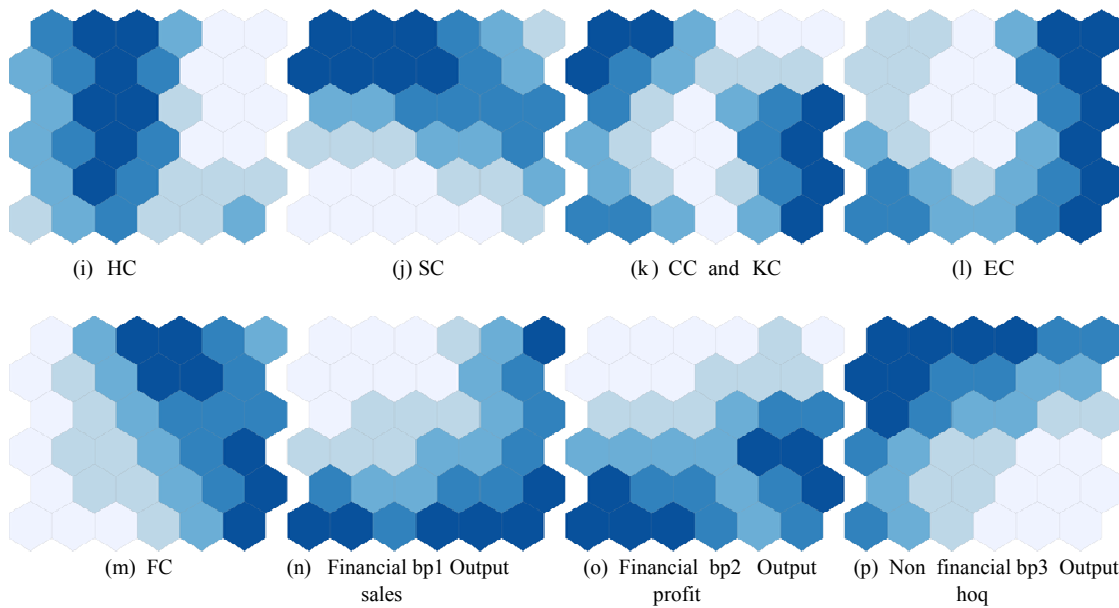 (i) HC
(j) SC
(k) CC and KC
(l) EC
(m) FC
(n) Financial bp1 Output
sales
(o) Financial bp2 Output
profit
(p) Non financial bp3 Output
hoq